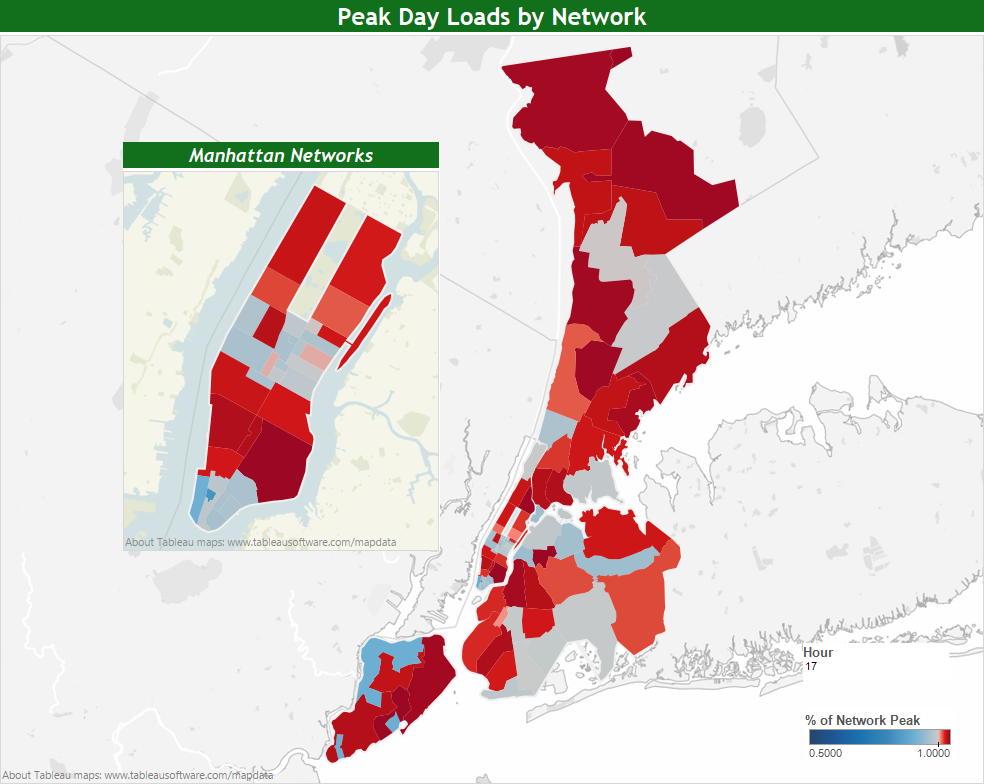 Peak Day Loads by Network
Manhattan Networks
About Tableau maps: www.tableausoftware.com/mapdata
Hour
17
% of Network Peak
0.5000 1.0000
About Tableau maps: www.tableausoftware.com/mapdata